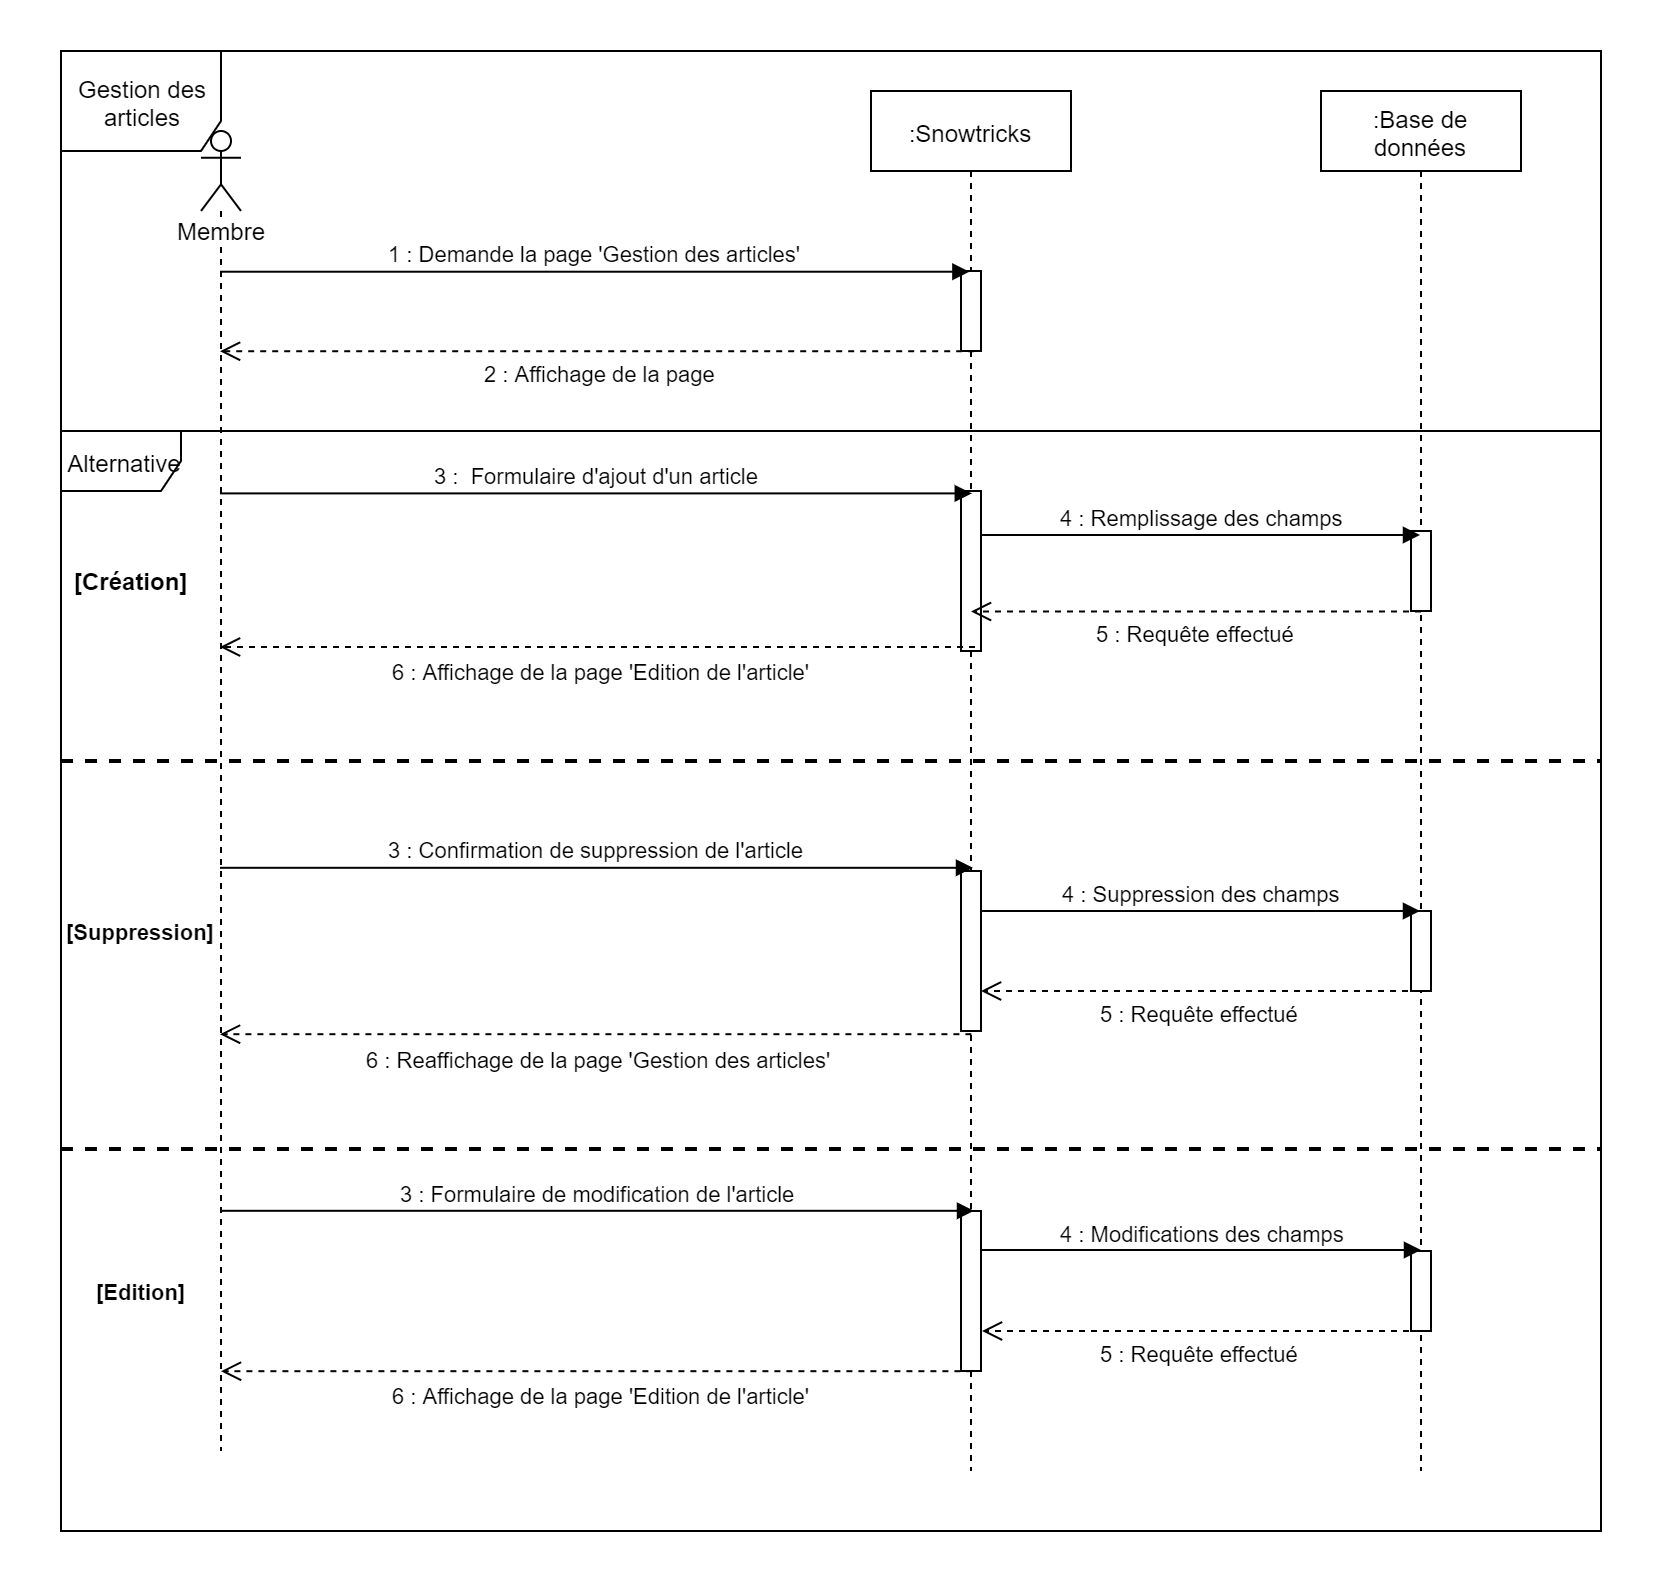 Gestion des
articles
:Snowtricks
:Base de
données
Membre
1 : Demande la page 'Gestion des articles'
2 : Affichage de la page
Alternative
3 :  Formulaire d'ajout d'un article
4 : Remplissage des champs
[Création]
5 : Requête effectué
6 : Affichage de la page 'Edition de l'article'
3 : Confirmation de suppression de l'article
4 : Suppression des champs
[Suppression]
5 : Requête effectué
6 : Reaffichage de la page 'Gestion des articles'
3 : Formulaire de modification de l'article
4 : Modifications des champs
[Edition]
5 : Requête effectué
6 : Affichage de la page 'Edition de l'article'